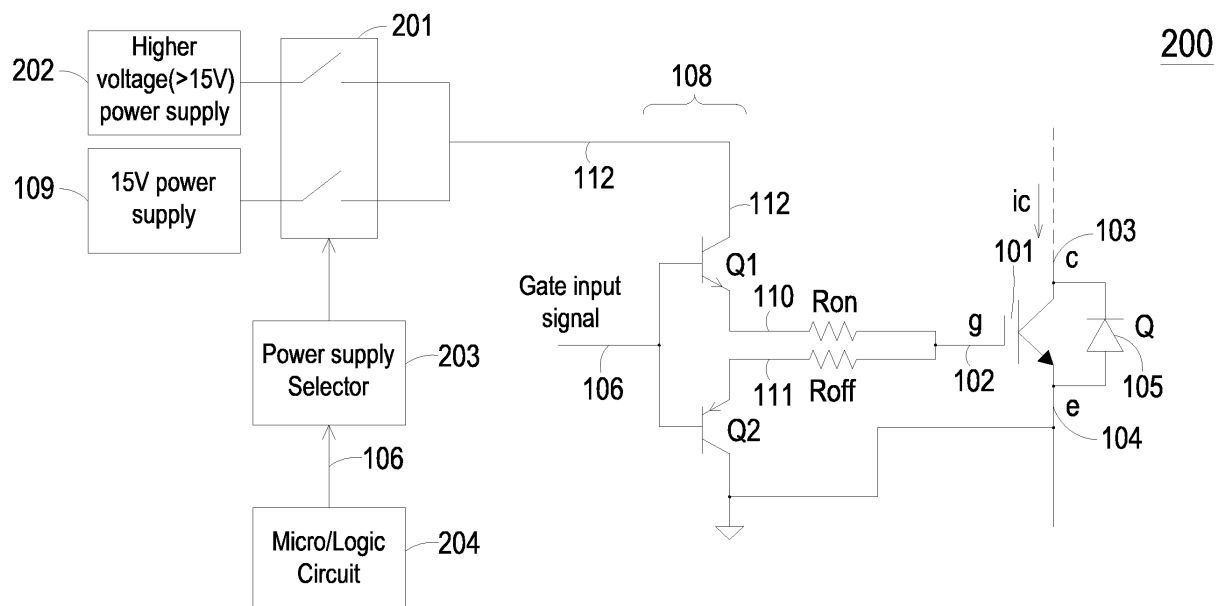 200
201
202
Higher
voltage(>15V)
power supply
108
109
15V power
supply
112
112
ic
103
101
c
Q1
Gate input
signal
110
Ron
g
Q
106
102
105
111
Roff
e
Q2
104
Power supply
Selector
203
106
Micro/Logic
Circuit
204